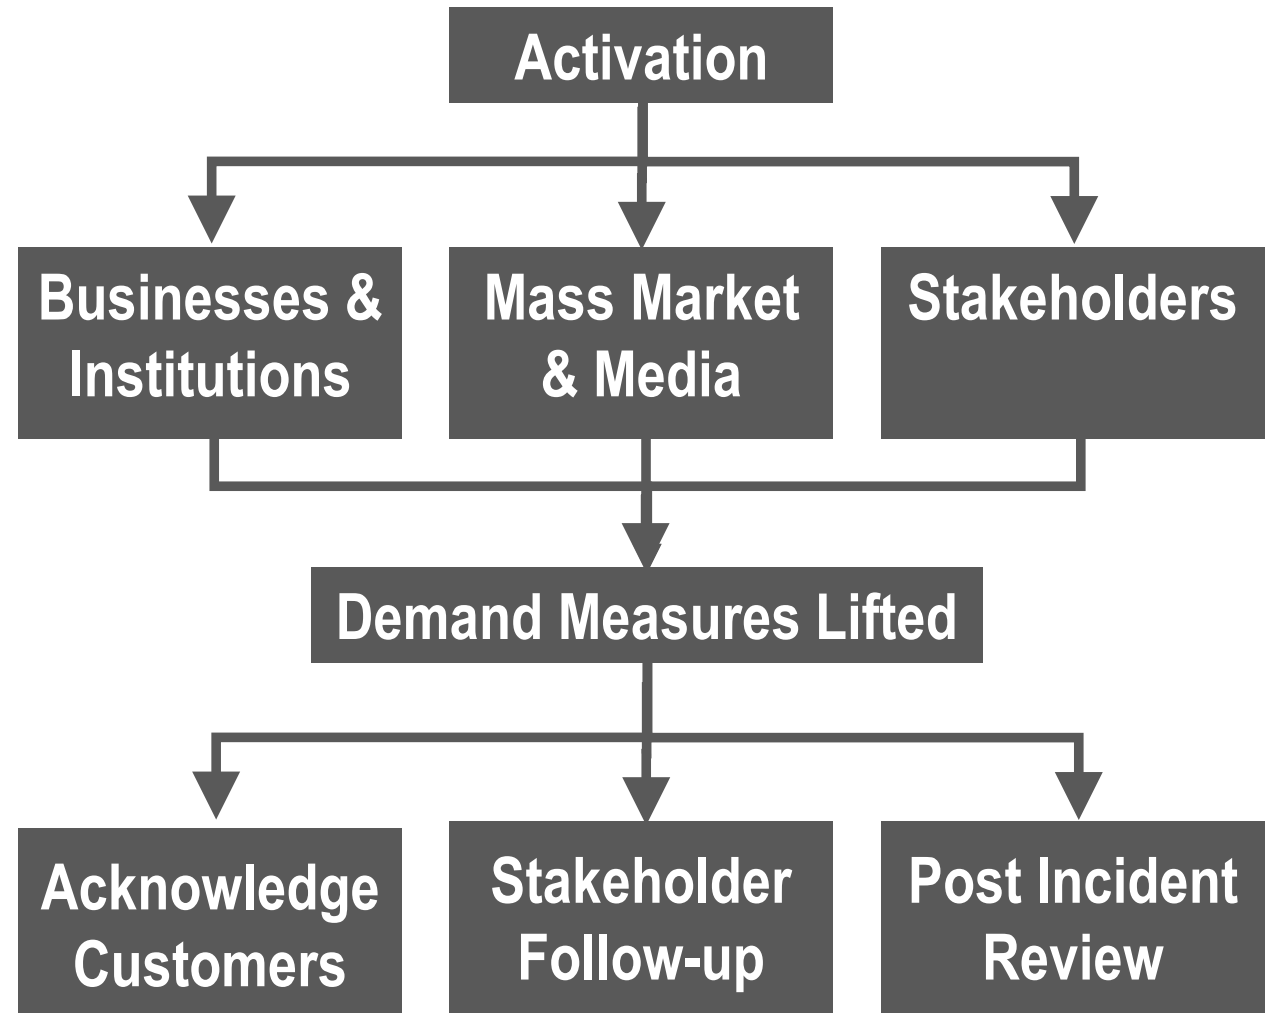 Activation
Businesses &
Institutions
Mass Market
& Media
Stakeholders
Demand Measures Lifted
Acknowledge
Customers
Stakeholder
Follow-up
Post Incident
Review